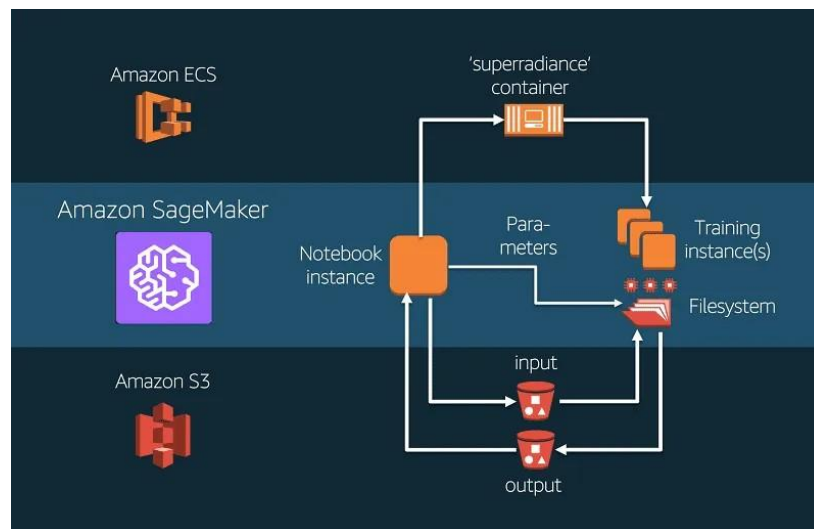 Amazon ECS
'superradiance'
container
Amazon SageMaker
Notebook
instance
Para-
meters
Training
instance(s)
Filesystem
Amazon S3
input
output